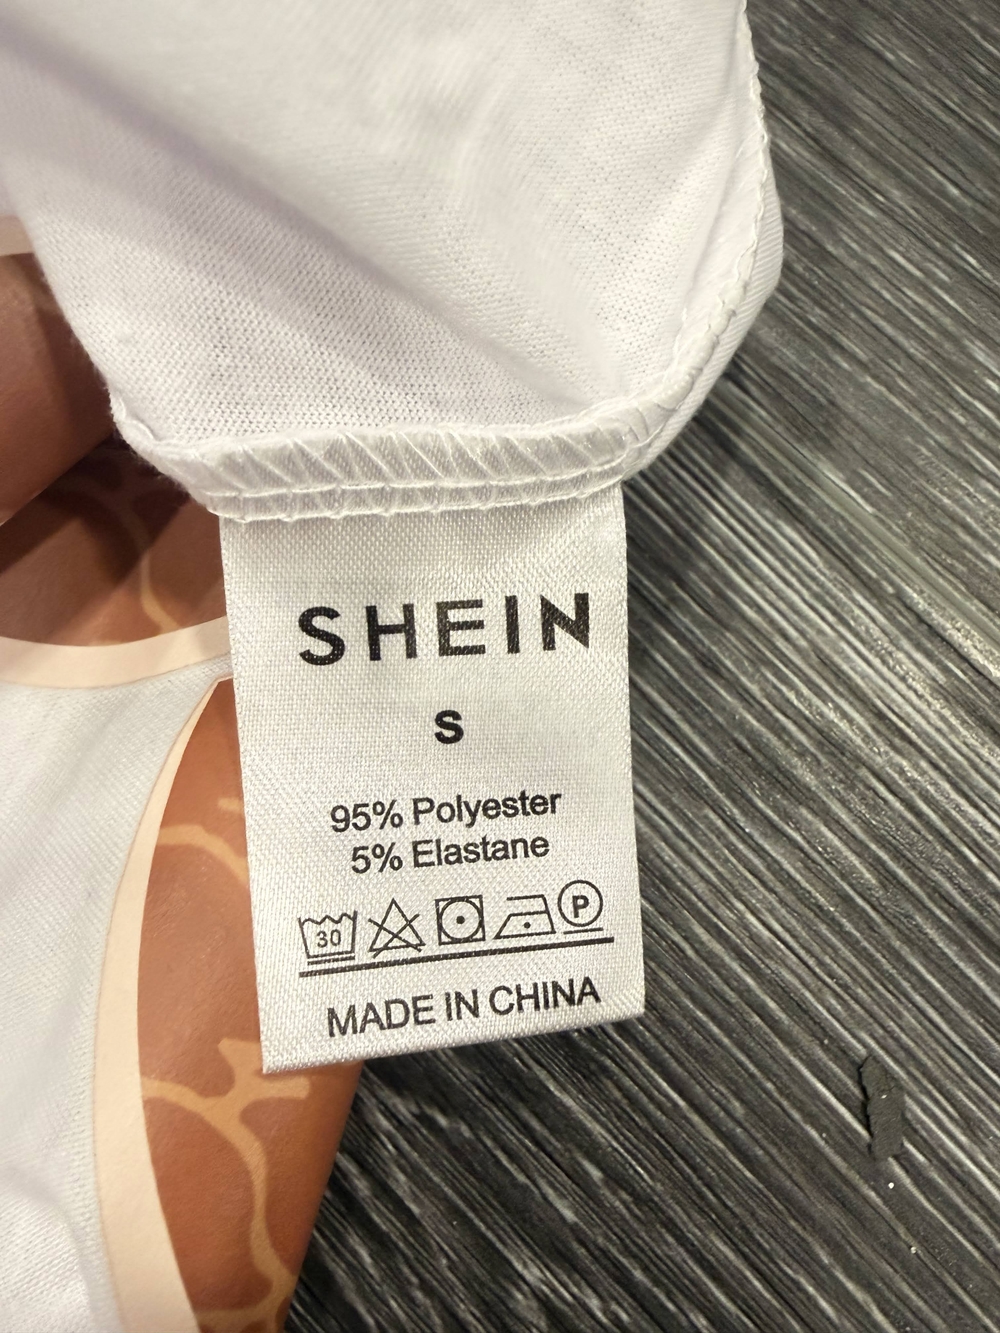 SHEIN
S
95% Polyester
5% Elastane
30 P
MADE IN CHINA